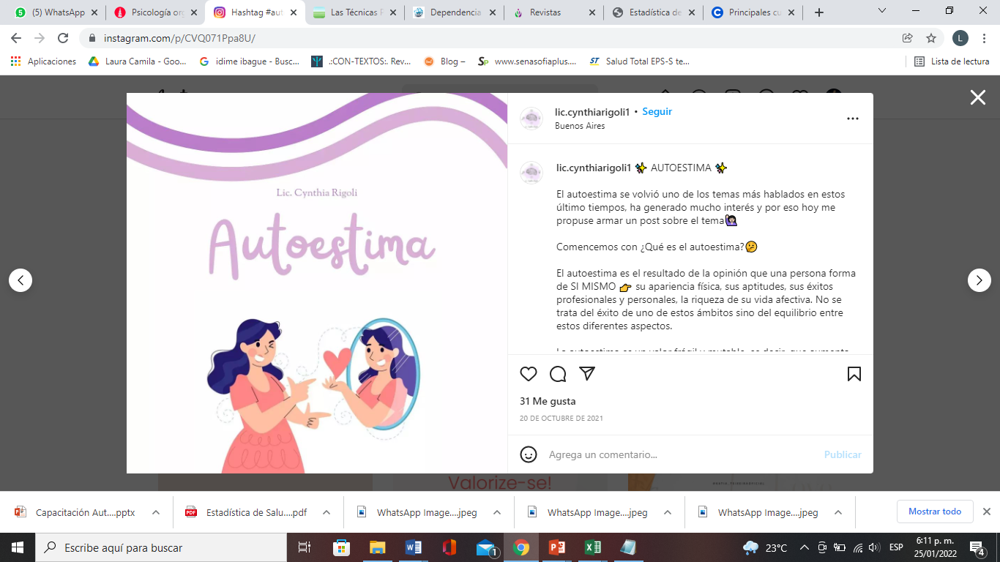 (5) WhatsApp
Psicología org
Hashtag #aut
Las Técnicas P
Dependencia
Revistas
Estadística de
Principales cu
instagram.com/p/CVQ071Ppa8U/
L
Aplicaciones
Laura Camila - Goo...
idime ibague - Busc...
.:CON-TEXTOS:. Rev...
Blog –
www.senasofiaplus....
Salud Total EPS-S te...
Lista de lectura
Lic. Cynthia Rigoli
Autoestima
lic.cynthiarigoli1 • Seguir
Buenos Aires
lic.cynthiarigoli1 ✨ AUTOESTIMA ✨
El autoestima se volvió uno de los temas más hablados en estos
último tiempos, ha generado mucho interés y por eso hoy me
propuse armar un post sobre el tema🙋🏻‍♀️
Comencemos con ¿Qué es el autoestima?🤔
El autoestima es el resultado de la opinión que una persona forma
de SI MISMO 👉 su apariencia física, sus aptitudes, sus éxitos
profesionales y personales, la riqueza de su vida afectiva. No se
trata del éxito de uno de estos ámbitos sino del equilibrio entre
estos diferentes aspectos.
31 Me gusta
20 DE OCTUBRE DE 2021
Agrega un comentario...
Publicar
Valorize-se!
Capacitación Aut....pptx
Estadística de Salu....pdf
WhatsApp Image....jpeg
WhatsApp Image....jpeg
WhatsApp Image....jpeg
Mostrar todo
Escribe aquí para buscar
1
23°C
ESP
6:11 p. m.
25/01/2022
4